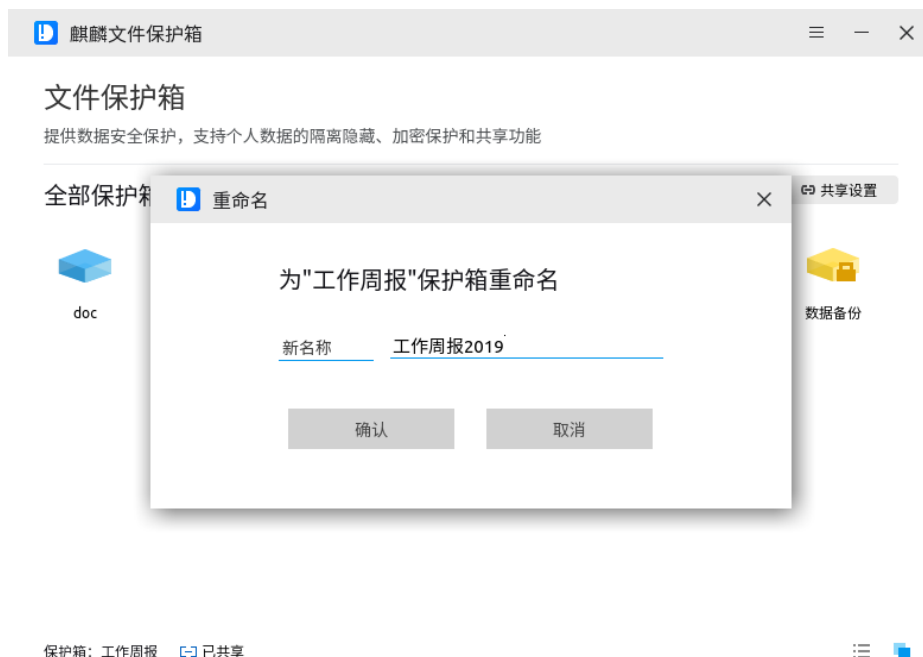 麒麟文件保护箱
文件保护箱
提供数据安全保护，支持个人数据的隔离隐藏、加密保护和共享功能
全部保护箱
共享设置
重命名
为"工作周报"保护箱重命名
新名称 工作周报2019
确认 取消
doc
数据备份
保护箱：工作周报 已共享